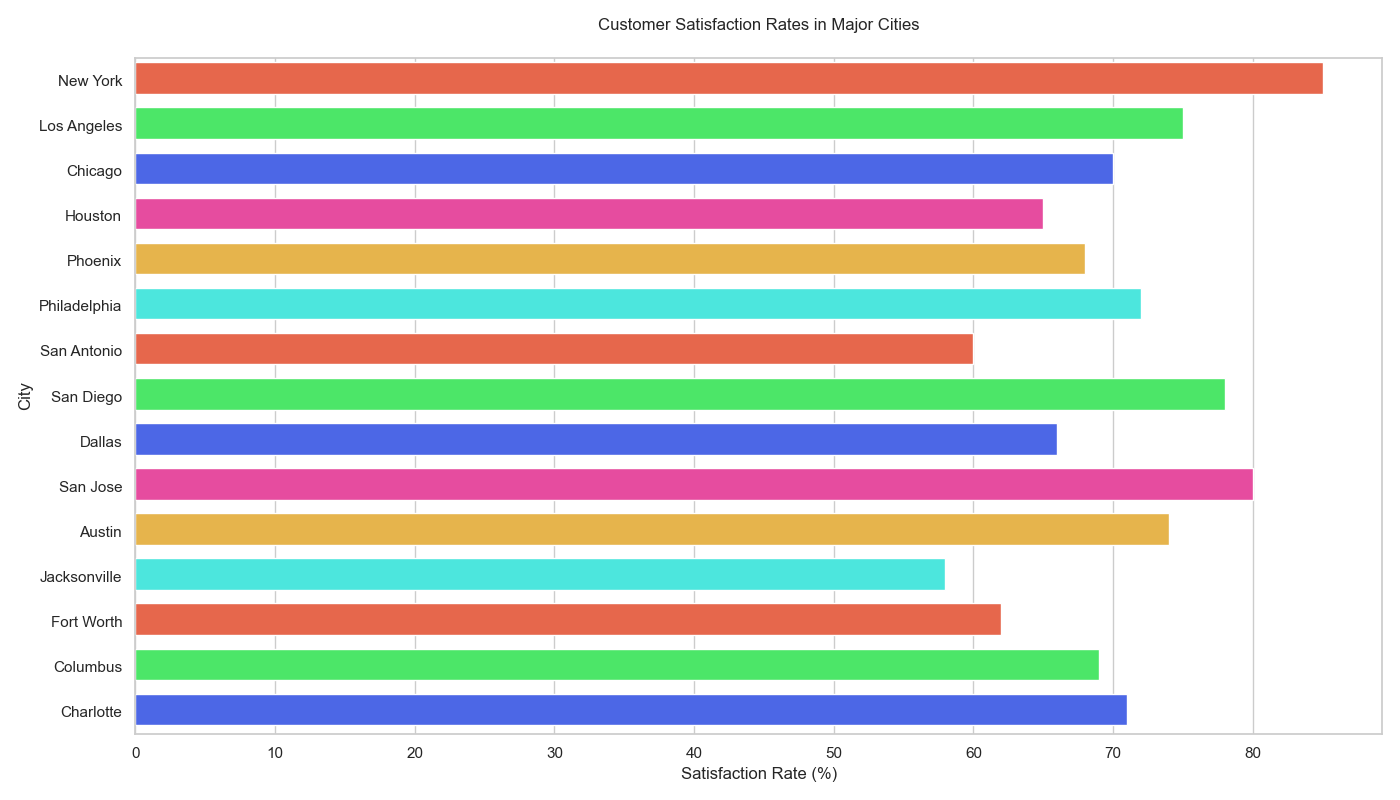 Customer Satisfaction Rates in Major Cities
New York
Los Angeles
Chicago
Houston
Phoenix
Philadelphia
San Antonio
San Diego
Dallas
San Jose
Austin
Jacksonville
Fort Worth
Columbus
Charlotte
City
0 10 20 30 40 50 60 70 80
Satisfaction Rate (%)